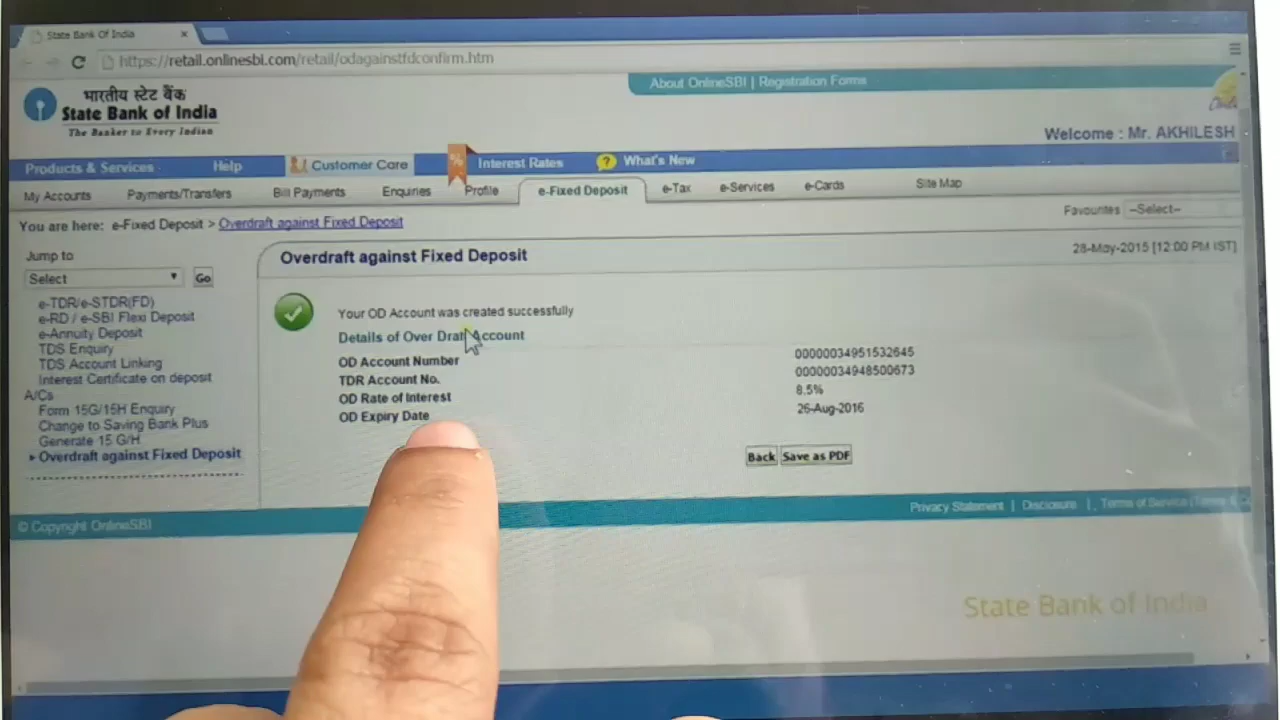 State Bank Of India
https://retail.onlinesbi.com/retail/odagainstfdconfirm.htm
About OnlineSBI | Registration Forms
भारतीय स्टेट बैंक
State Bank of India
The Banker to Every Indian
Welcome : Mr. AKHILESH
Products & Services Help Customer Care % Interest Rates ? What's New
My Accounts Payments/Transfers Bill Payments Enquiries Profile e-Fixed Deposit e-Tax e-Services e-Cards Site Map
You are here: e-Fixed Deposit > Overdraft against Fixed Deposit
Favourites --Select--
Jump to
Select Go
Overdraft against Fixed Deposit
28-May-2015 [12:00 PM IST]
e-TDR/e-STDR(FD)
e-RD / e-SBI Flexi Deposit
e-Annuity Deposit
TDS Enquiry
TDS Account Linking
Interest Certificate on deposit
A/Cs
Form 15G/15H Enquiry
Change to Saving Bank Plus
Generate 15 G/H
Overdraft against Fixed Deposit
Your OD Account was created successfully
Details of Over Draft Account
OD Account Number 00000034951532645
TDR Account No. 00000034948500673
OD Rate of Interest 8.5%
OD Expiry Date 26-Aug-2016
Back Save as PDF
© Copyright OnlineSBI
Privacy Statement | Disclosure | Terms of Service
State Bank of India